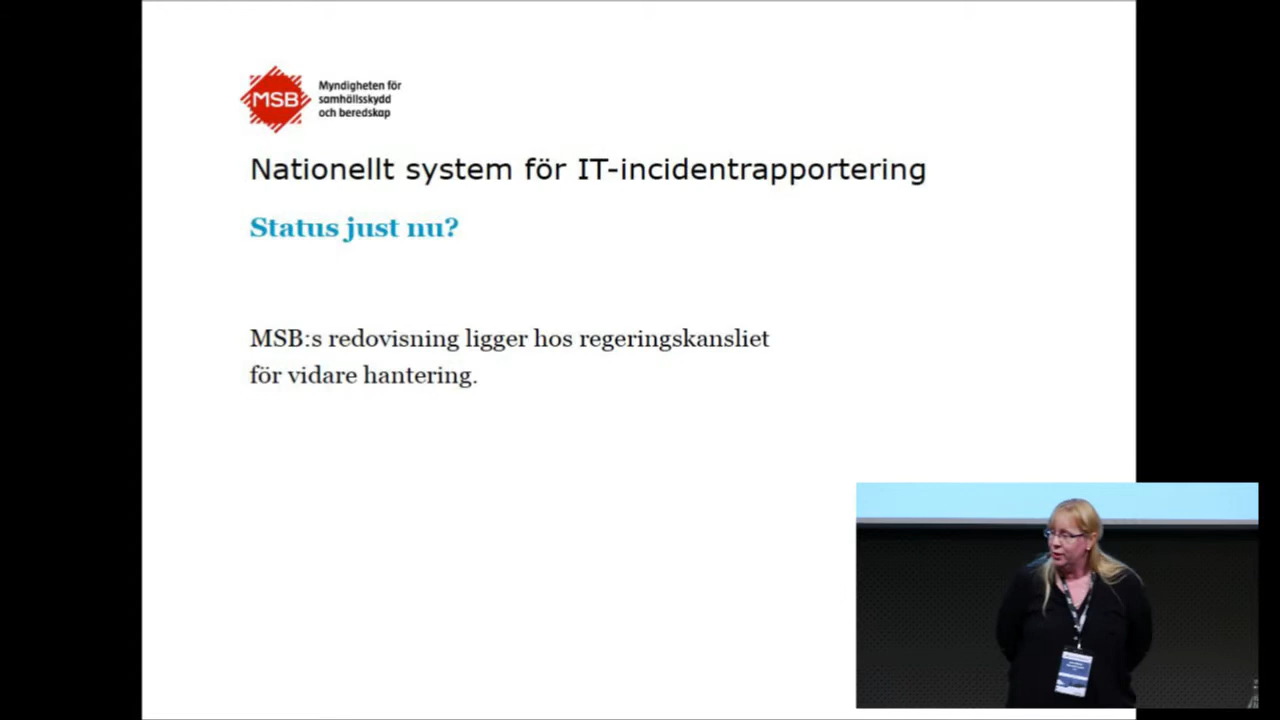 MSB
Myndigheten för
samhällsskydd
och beredskap
Nationellt system för IT-incidentrapportering
Status just nu?
MSB:s redovisning ligger hos regeringskansliet
för vidare hantering.